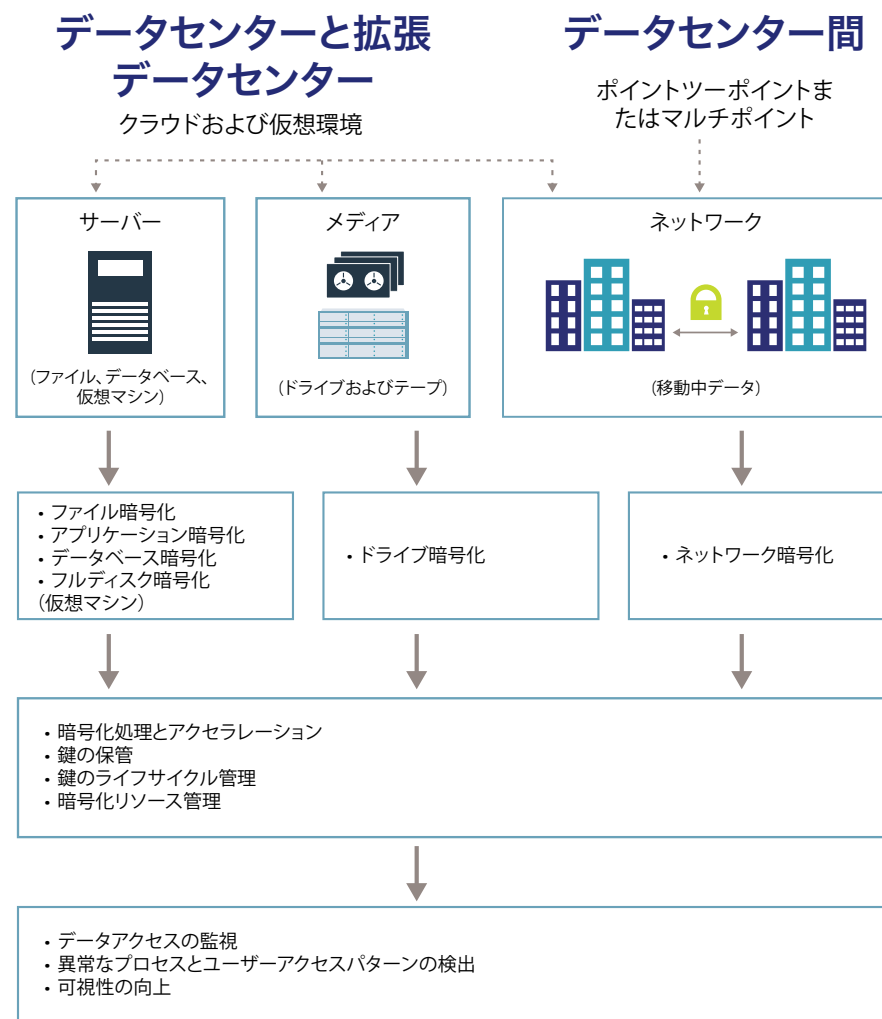 データセンターと拡張
データセンター
クラウドおよび仮想環境
データセンター間
ポイントツーポイントま
たはマルチポイント
サーバー
(ファイル、データベース、
仮想マシン)
メディア
(ドライブおよびテープ)
ネットワーク
(移動中データ)
・ファイル暗号化
・アプリケーション暗号化
・データベース暗号化
・フルディスク暗号化
(仮想マシン)
・ドライブ暗号化
・ネットワーク暗号化
・暗号化処理とアクセラレーション
・鍵の保管
・鍵のライフサイクル管理
・暗号化リソース管理
・データアクセスの監視
・異常なプロセスとユーザーアクセスパターンの検出
・可視性の向上